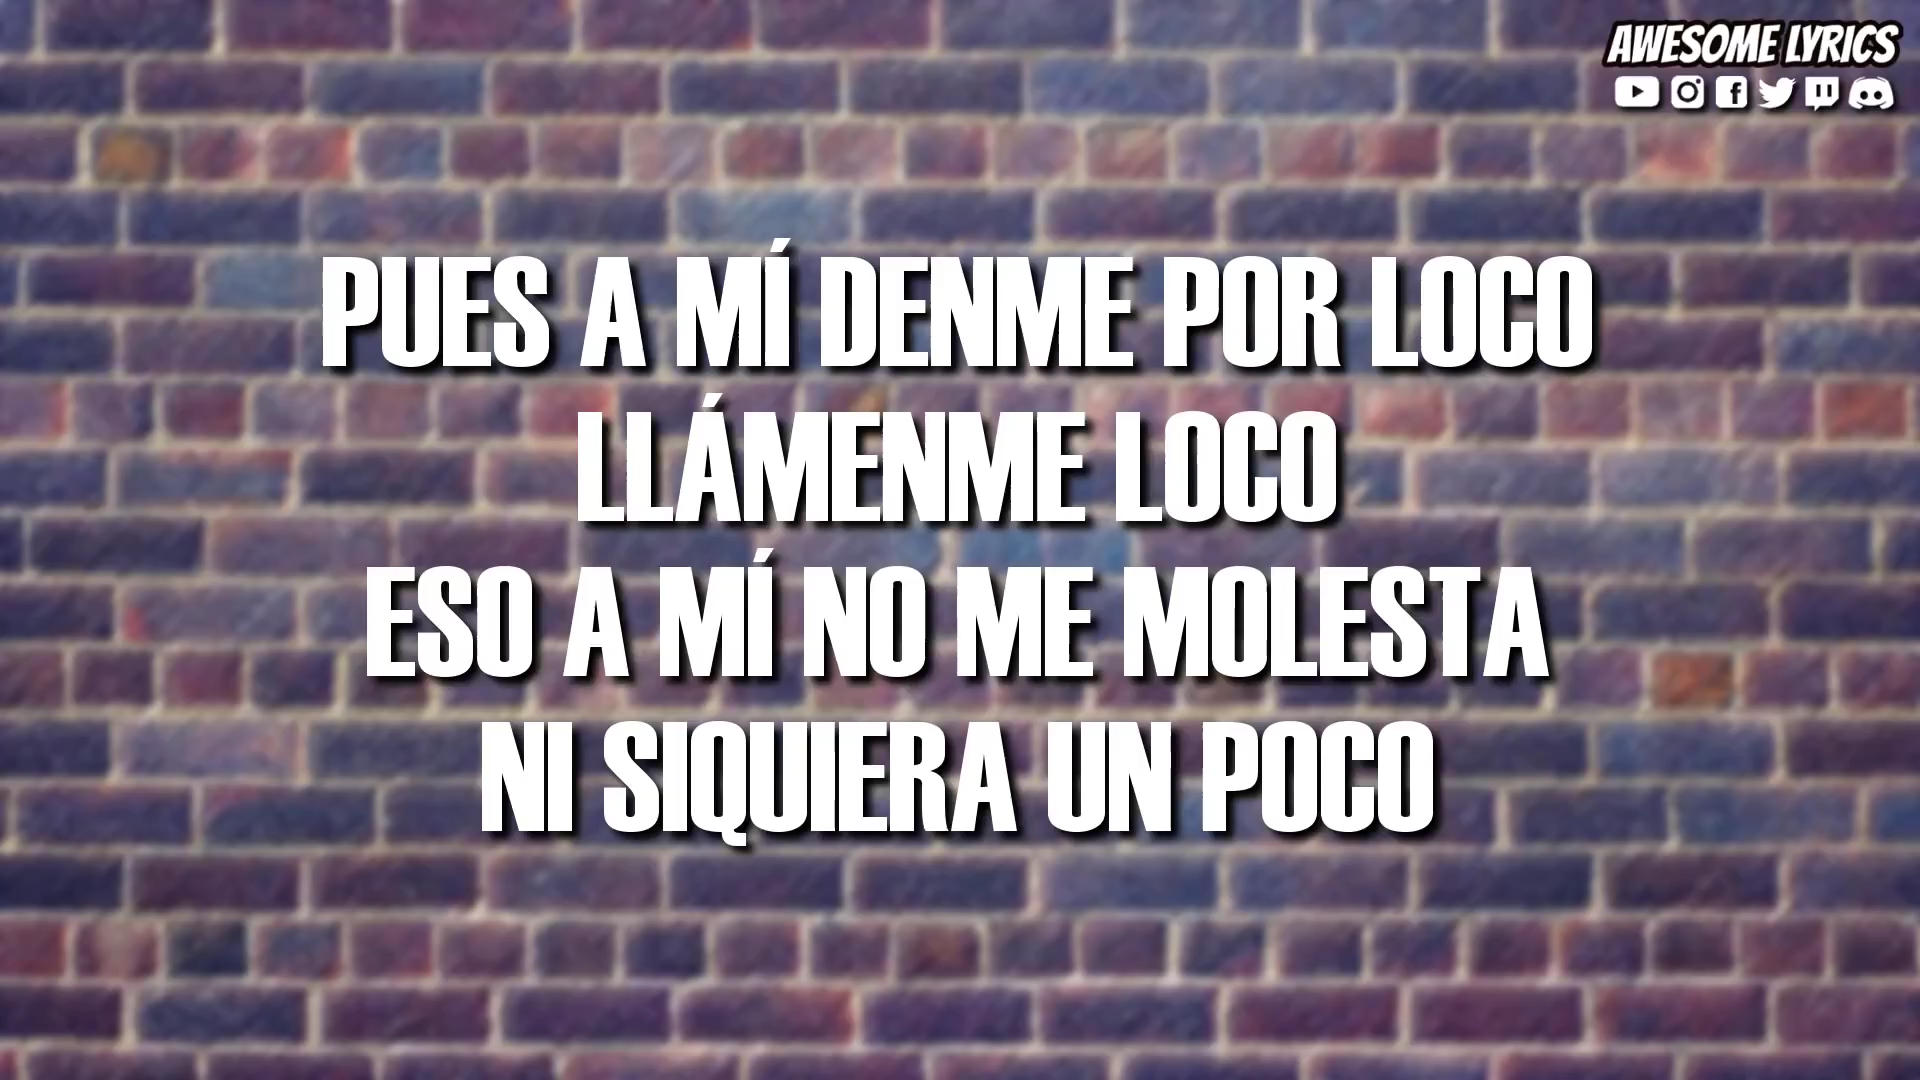 AWESOME LYRICS
PUES A MÍ DENME POR LOCO
LLÁMENME LOCO
ESO A MÍ NO ME MOLESTA
NI SIQUIERA UN POCO